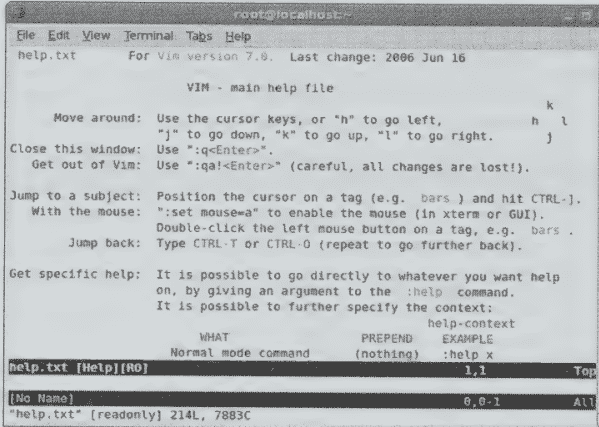 root@localhost:~
File Edit View Terminal Tabs Help
help.txt For Vim version 7.0. Last change: 2006 Jun 16
VIM - main help file
k
Move around: Use the cursor keys, or "h" to go left, h l
"j" to go down, "k" to go up, "l" to go right. j
Close this window: Use ":q<Enter>".
Get out of Vim: Use ":qa!<Enter>" (careful, all changes are lost!).
Jump to a subject: Position the cursor on a tag (e.g. bars ) and hit CTRL-].
With the mouse: ":set mouse=a" to enable the mouse (in xterm or GUI).
Double-click the left mouse button on a tag, e.g. bars .
Jump back: Type CTRL-T or CTRL-O (repeat to go further back).
Get specific help: It is possible to go directly to whatever you want help
on, by giving an argument to the :help command.
It is possible to further specify the context:
help-context
WHAT PREPEND EXAMPLE
Normal mode command (nothing) :help x
help.txt [Help][RO] 1,1 Top
[No Name] 0,0-1 All
"help.txt" [readonly] 214L, 7883C